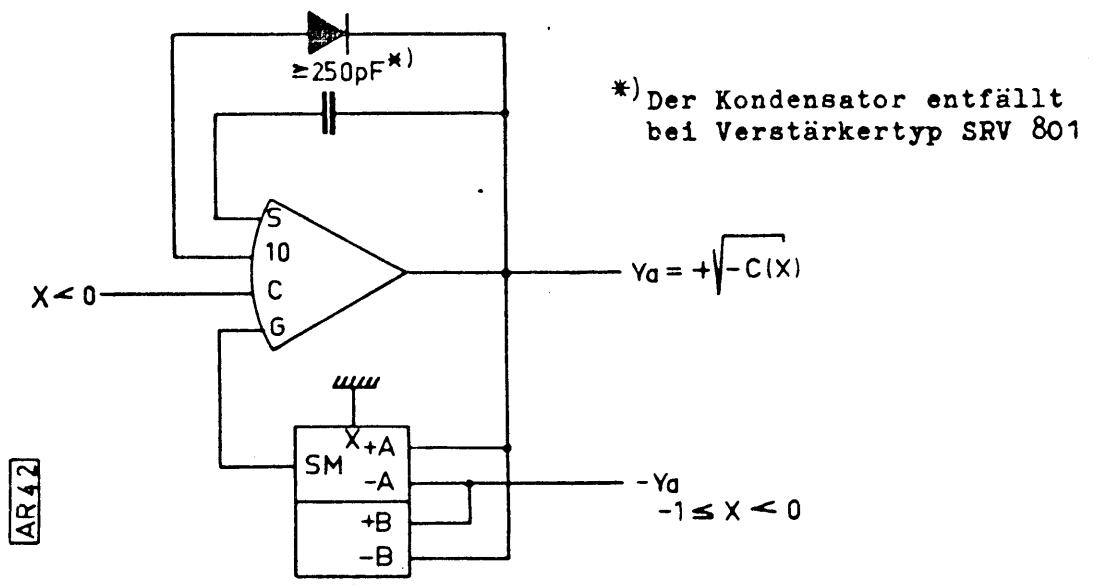 ≥250pF*)
*) Der Kondensator entfällt
bei Verstärkertyp SRV 801
S
10
C
G
X < 0
Ya = +√-C(X)
X
SM
+A
-A
+B
-B
-Ya
-1 ≤ X < 0
AR42